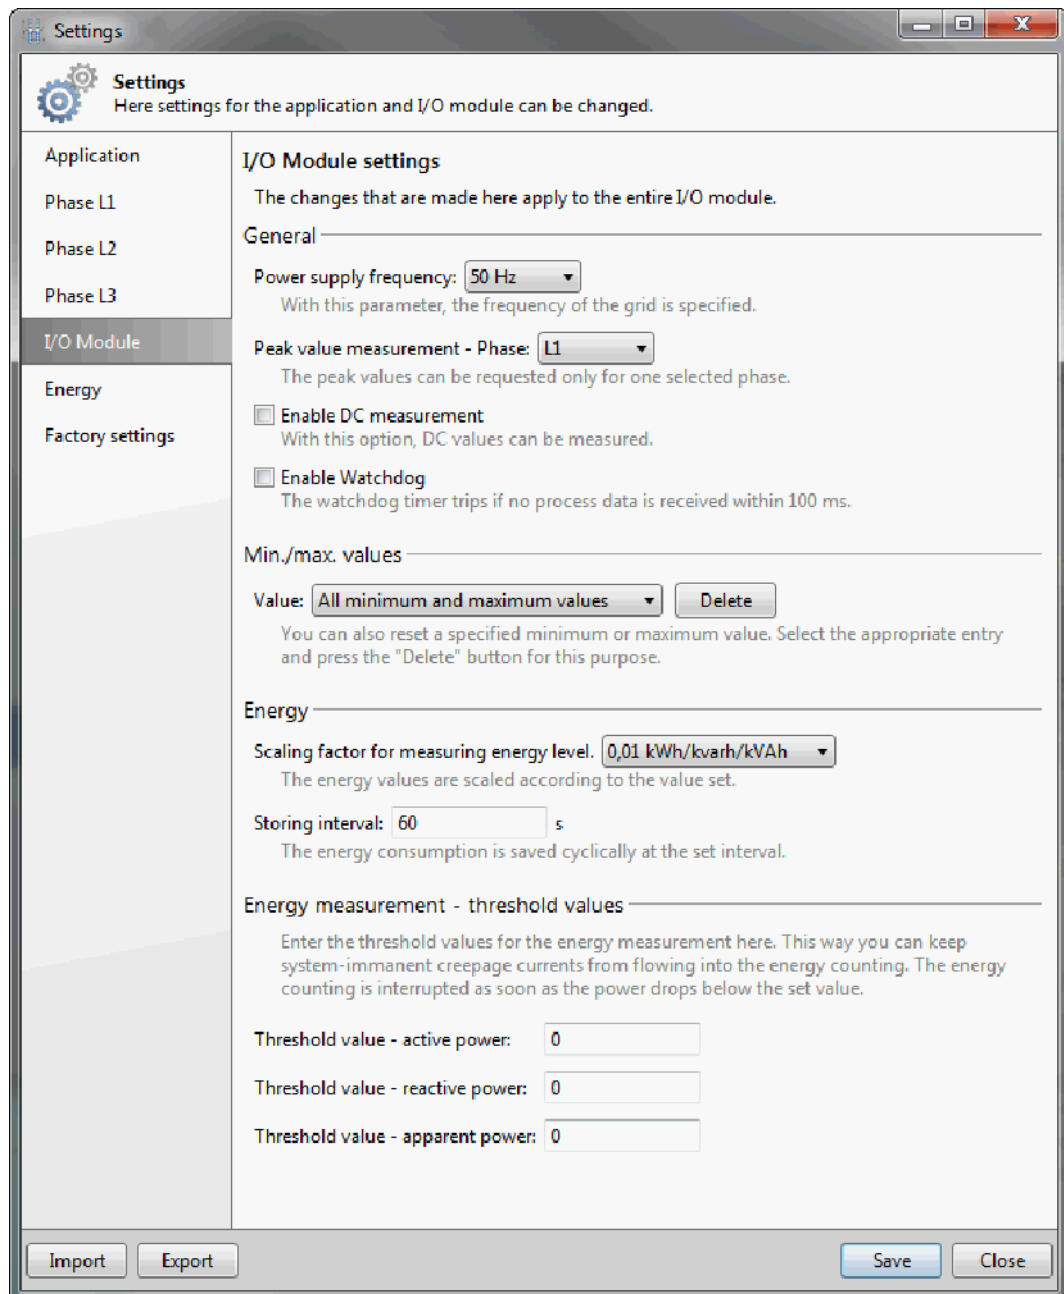 Settings
Settings
Here settings for the application and I/O module can be changed.
Application
Phase L1
Phase L2
Phase L3
I/O Module
Energy
Factory settings
I/O Module settings
The changes that are made here apply to the entire I/O module.
General
Power supply frequency: 50 Hz
With this parameter, the frequency of the grid is specified.
Peak value measurement - Phase: L1
The peak values can be requested only for one selected phase.
Enable DC measurement
With this option, DC values can be measured.
Enable Watchdog
The watchdog timer trips if no process data is received within 100 ms.
Min./max. values
Value: All minimum and maximum values Delete
You can also reset a specified minimum or maximum value. Select the appropriate entry
and press the "Delete" button for this purpose.
Energy
Scaling factor for measuring energy level. 0,01 kWh/kvarh/kVAh
The energy values are scaled according to the value set.
Storing interval: 60 s
The energy consumption is saved cyclically at the set interval.
Energy measurement - threshold values
Enter the threshold values for the energy measurement here. This way you can keep
system-immanent creepage currents from flowing into the energy counting. The energy
counting is interrupted as soon as the power drops below the set value.
Threshold value - active power: 0
Threshold value - reactive power: 0
Threshold value - apparent power: 0
Import Export Save Close